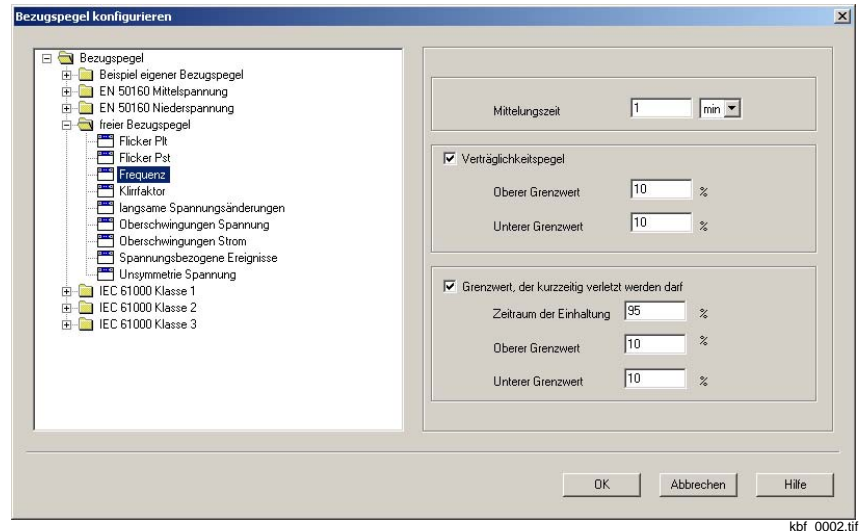 Bezugspegel konfigurieren
Bezugspegel
Beispiel eigener Bezugspegel
EN 50160 Mittelspannung
EN 50160 Niederspannung
freier Bezugspegel
Flicker Plt
Flicker Pst
Frequenz
Klirrfaktor
langsame Spannungsänderungen
Oberschwingungen Spannung
Oberschwingungen Strom
Spannungsbezogene Ereignisse
Unsymmetrie Spannung
IEC 61000 Klasse 1
IEC 61000 Klasse 2
IEC 61000 Klasse 3
Mittelungszeit 1 min
Verträglichkeitspegel
Oberer Grenzwert 10 %
Unterer Grenzwert 10 %
Grenzwert, der kurzzeitig verletzt werden darf
Zeitraum der Einhaltung 95 %
Oberer Grenzwert 10 %
Unterer Grenzwert 10 %
OK Abbrechen Hilfe
kbf_0002.tif